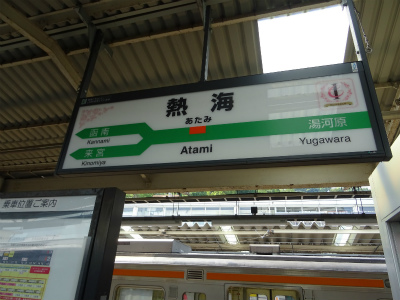 熱海
あたみ
Atami
函南
Kannami
来宮
Kinomiya
湯河原
Yugawara
乗車位置ご案内